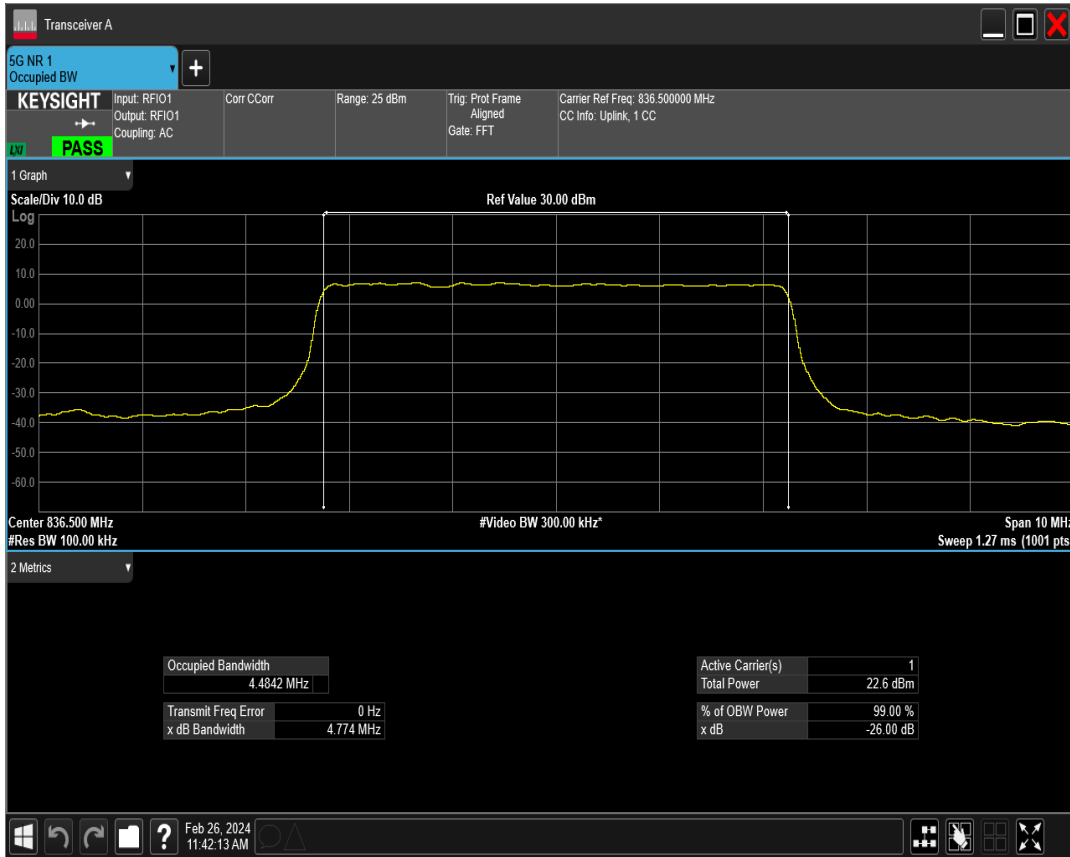 Transceiver A
5G NR 1
Occupied BW
+
KEYSIGHT
LXI
PASS
Input: RFIO1
Output: RFIO1
Coupling: AC
Corr CCorr
Range: 25 dBm
Trig: Prot Frame
Aligned
Gate: FFT
Carrier Ref Freq: 836.500000 MHz
CC Info: Uplink, 1 CC
1 Graph
Scale/Div 10.0 dB
Ref Value 30.00 dBm
Log
20.0
10.0
0.00
-10.0
-20.0
-30.0
-40.0
-50.0
-60.0
Center 836.500 MHz
#Video BW 300.00 kHz*
Span 10 MHz
#Res BW 100.00 kHz
Sweep 1.27 ms (1001 pts
2 Metrics
Occupied Bandwidth
4.4842 MHz
Transmit Freq Error 0 Hz
x dB Bandwidth 4.774 MHz
Active Carrier(s) 1
Total Power 22.6 dBm
% of OBW Power 99.00 %
x dB -26.00 dB
?
Feb 26, 2024
11:42:13 AM